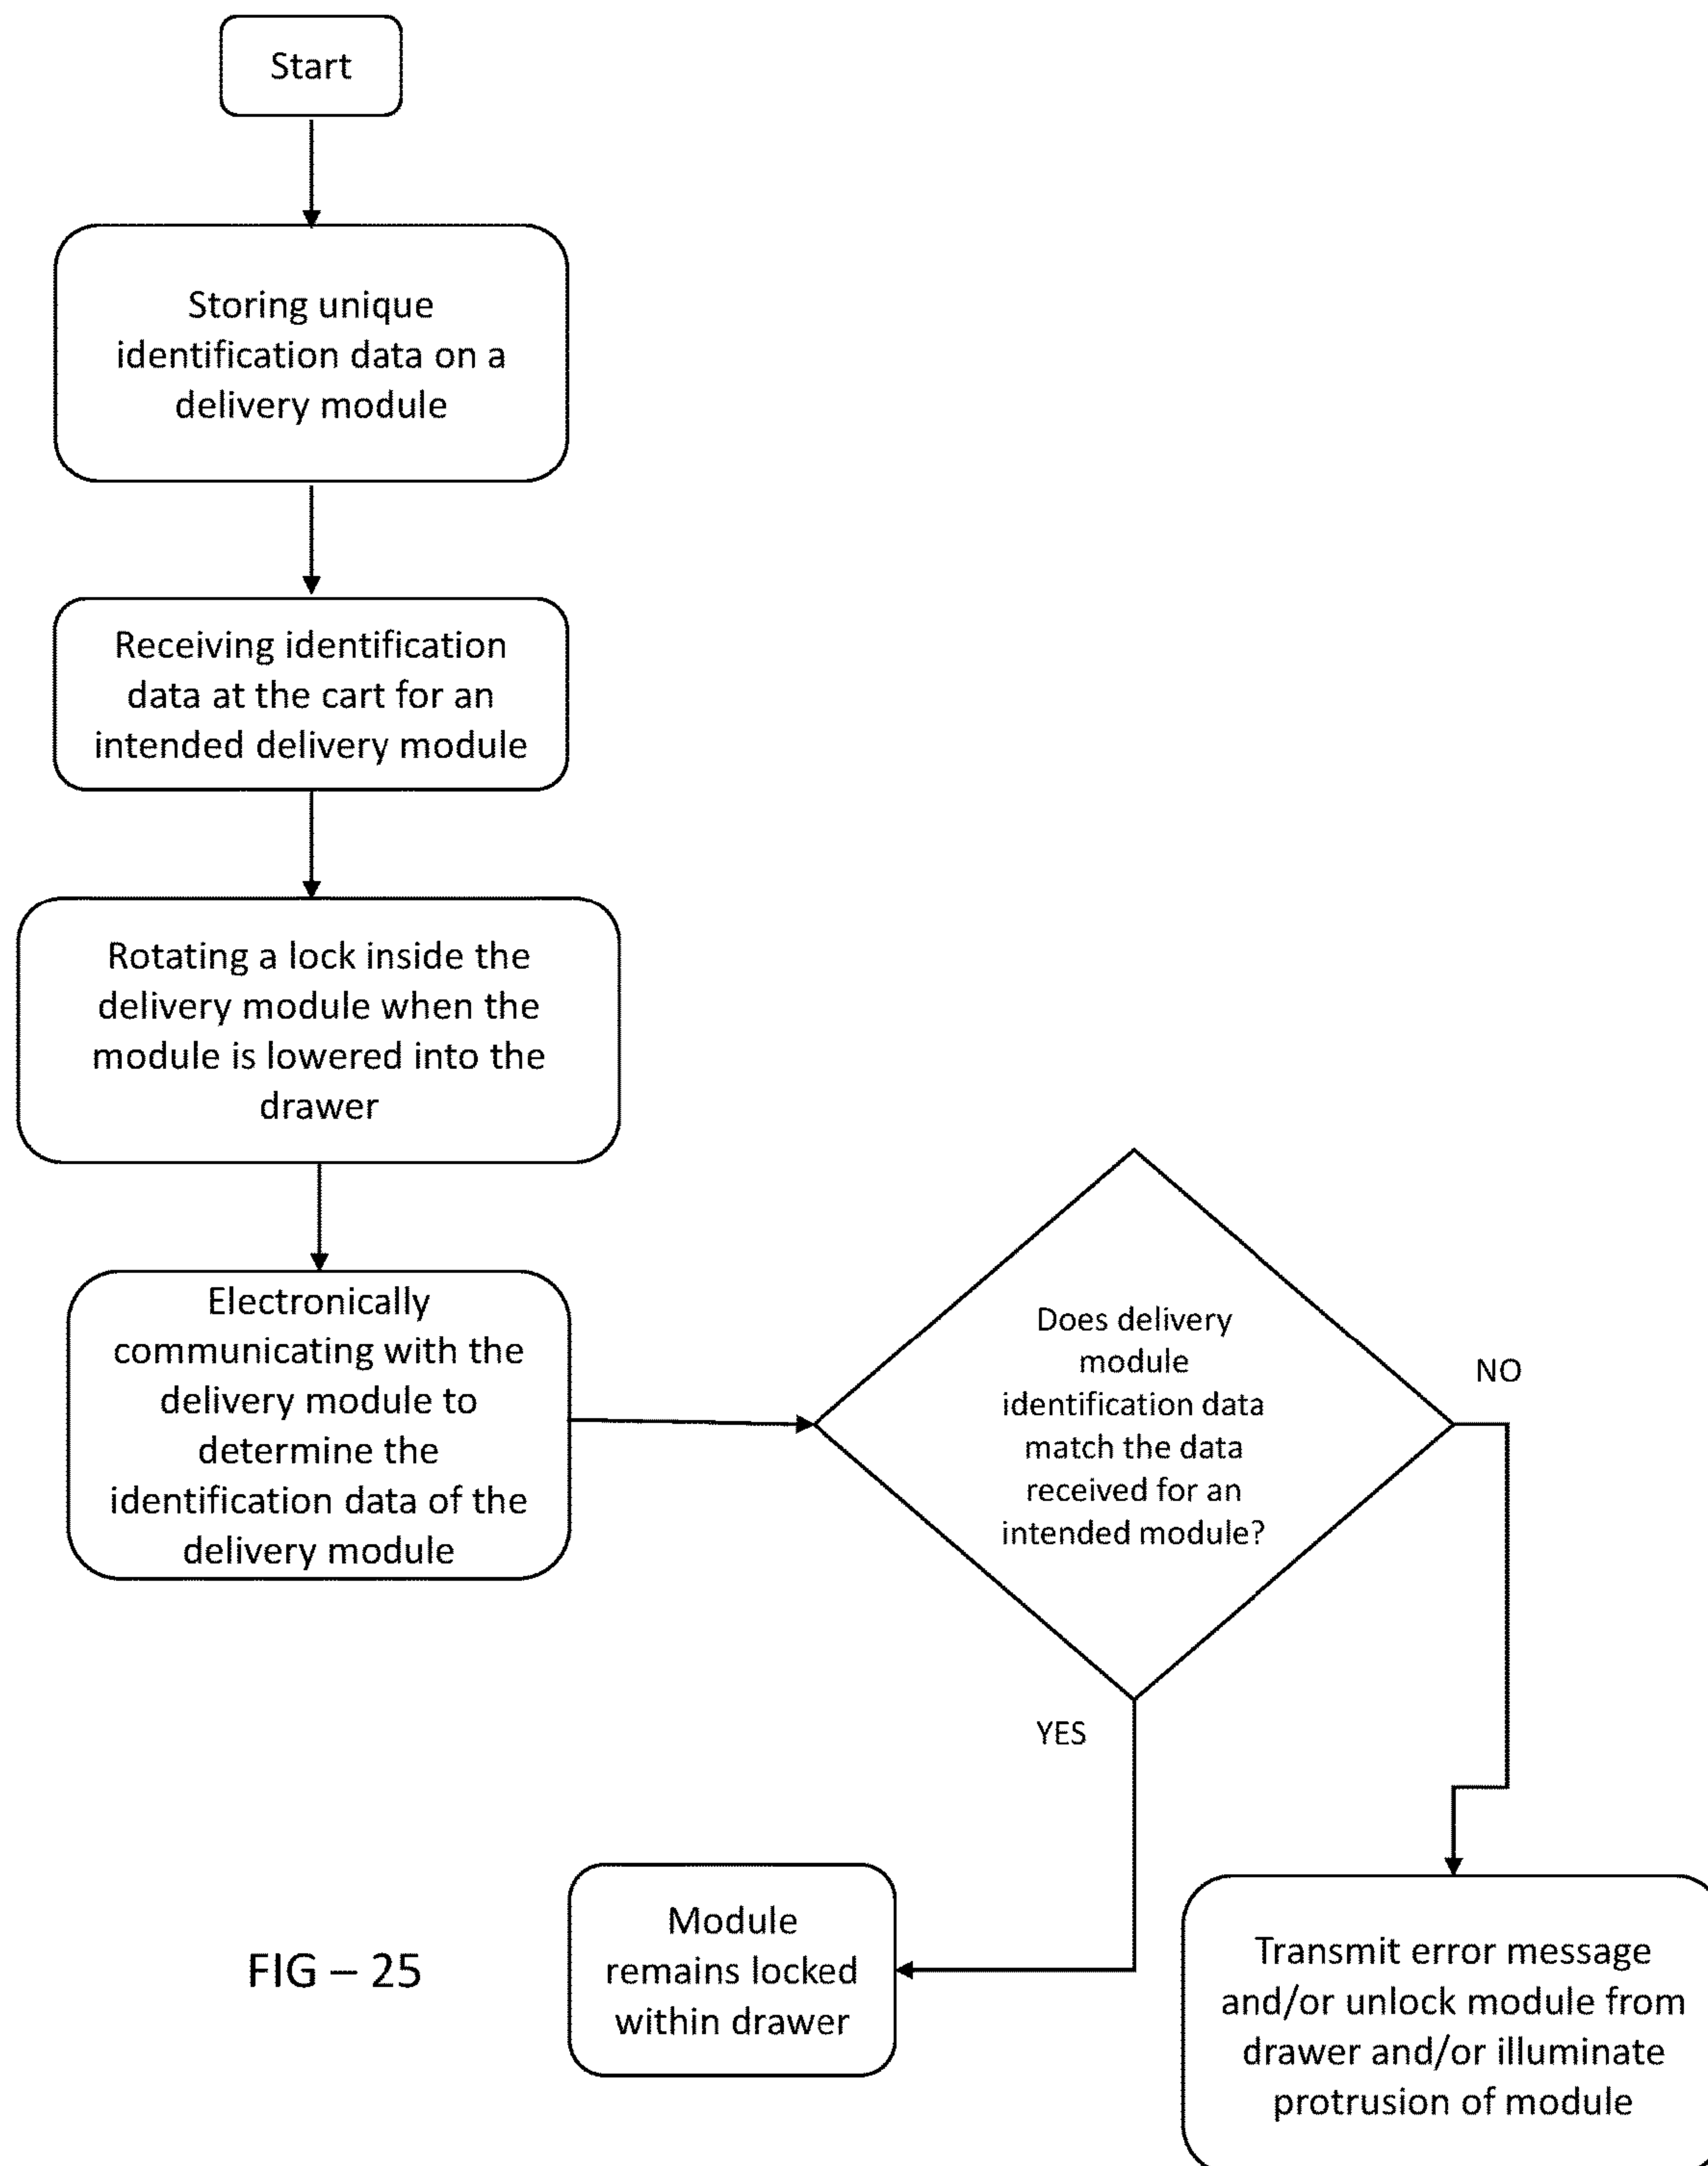 Start
Storing unique
identification data on a
delivery module
Receiving identification
data at the cart for an
intended delivery module
Rotating a lock inside the
delivery module when the
module is lowered into the
drawer
Electronically
communicating with the
delivery module to
determine the
identification data of the
delivery module
Does delivery
module
identification data
match the data
received for an
intended module?
NO
YES
Module
remains locked
within drawer
Transmit error message
and/or unlock module from
drawer and/or illuminate
protrusion of module
FIG – 25